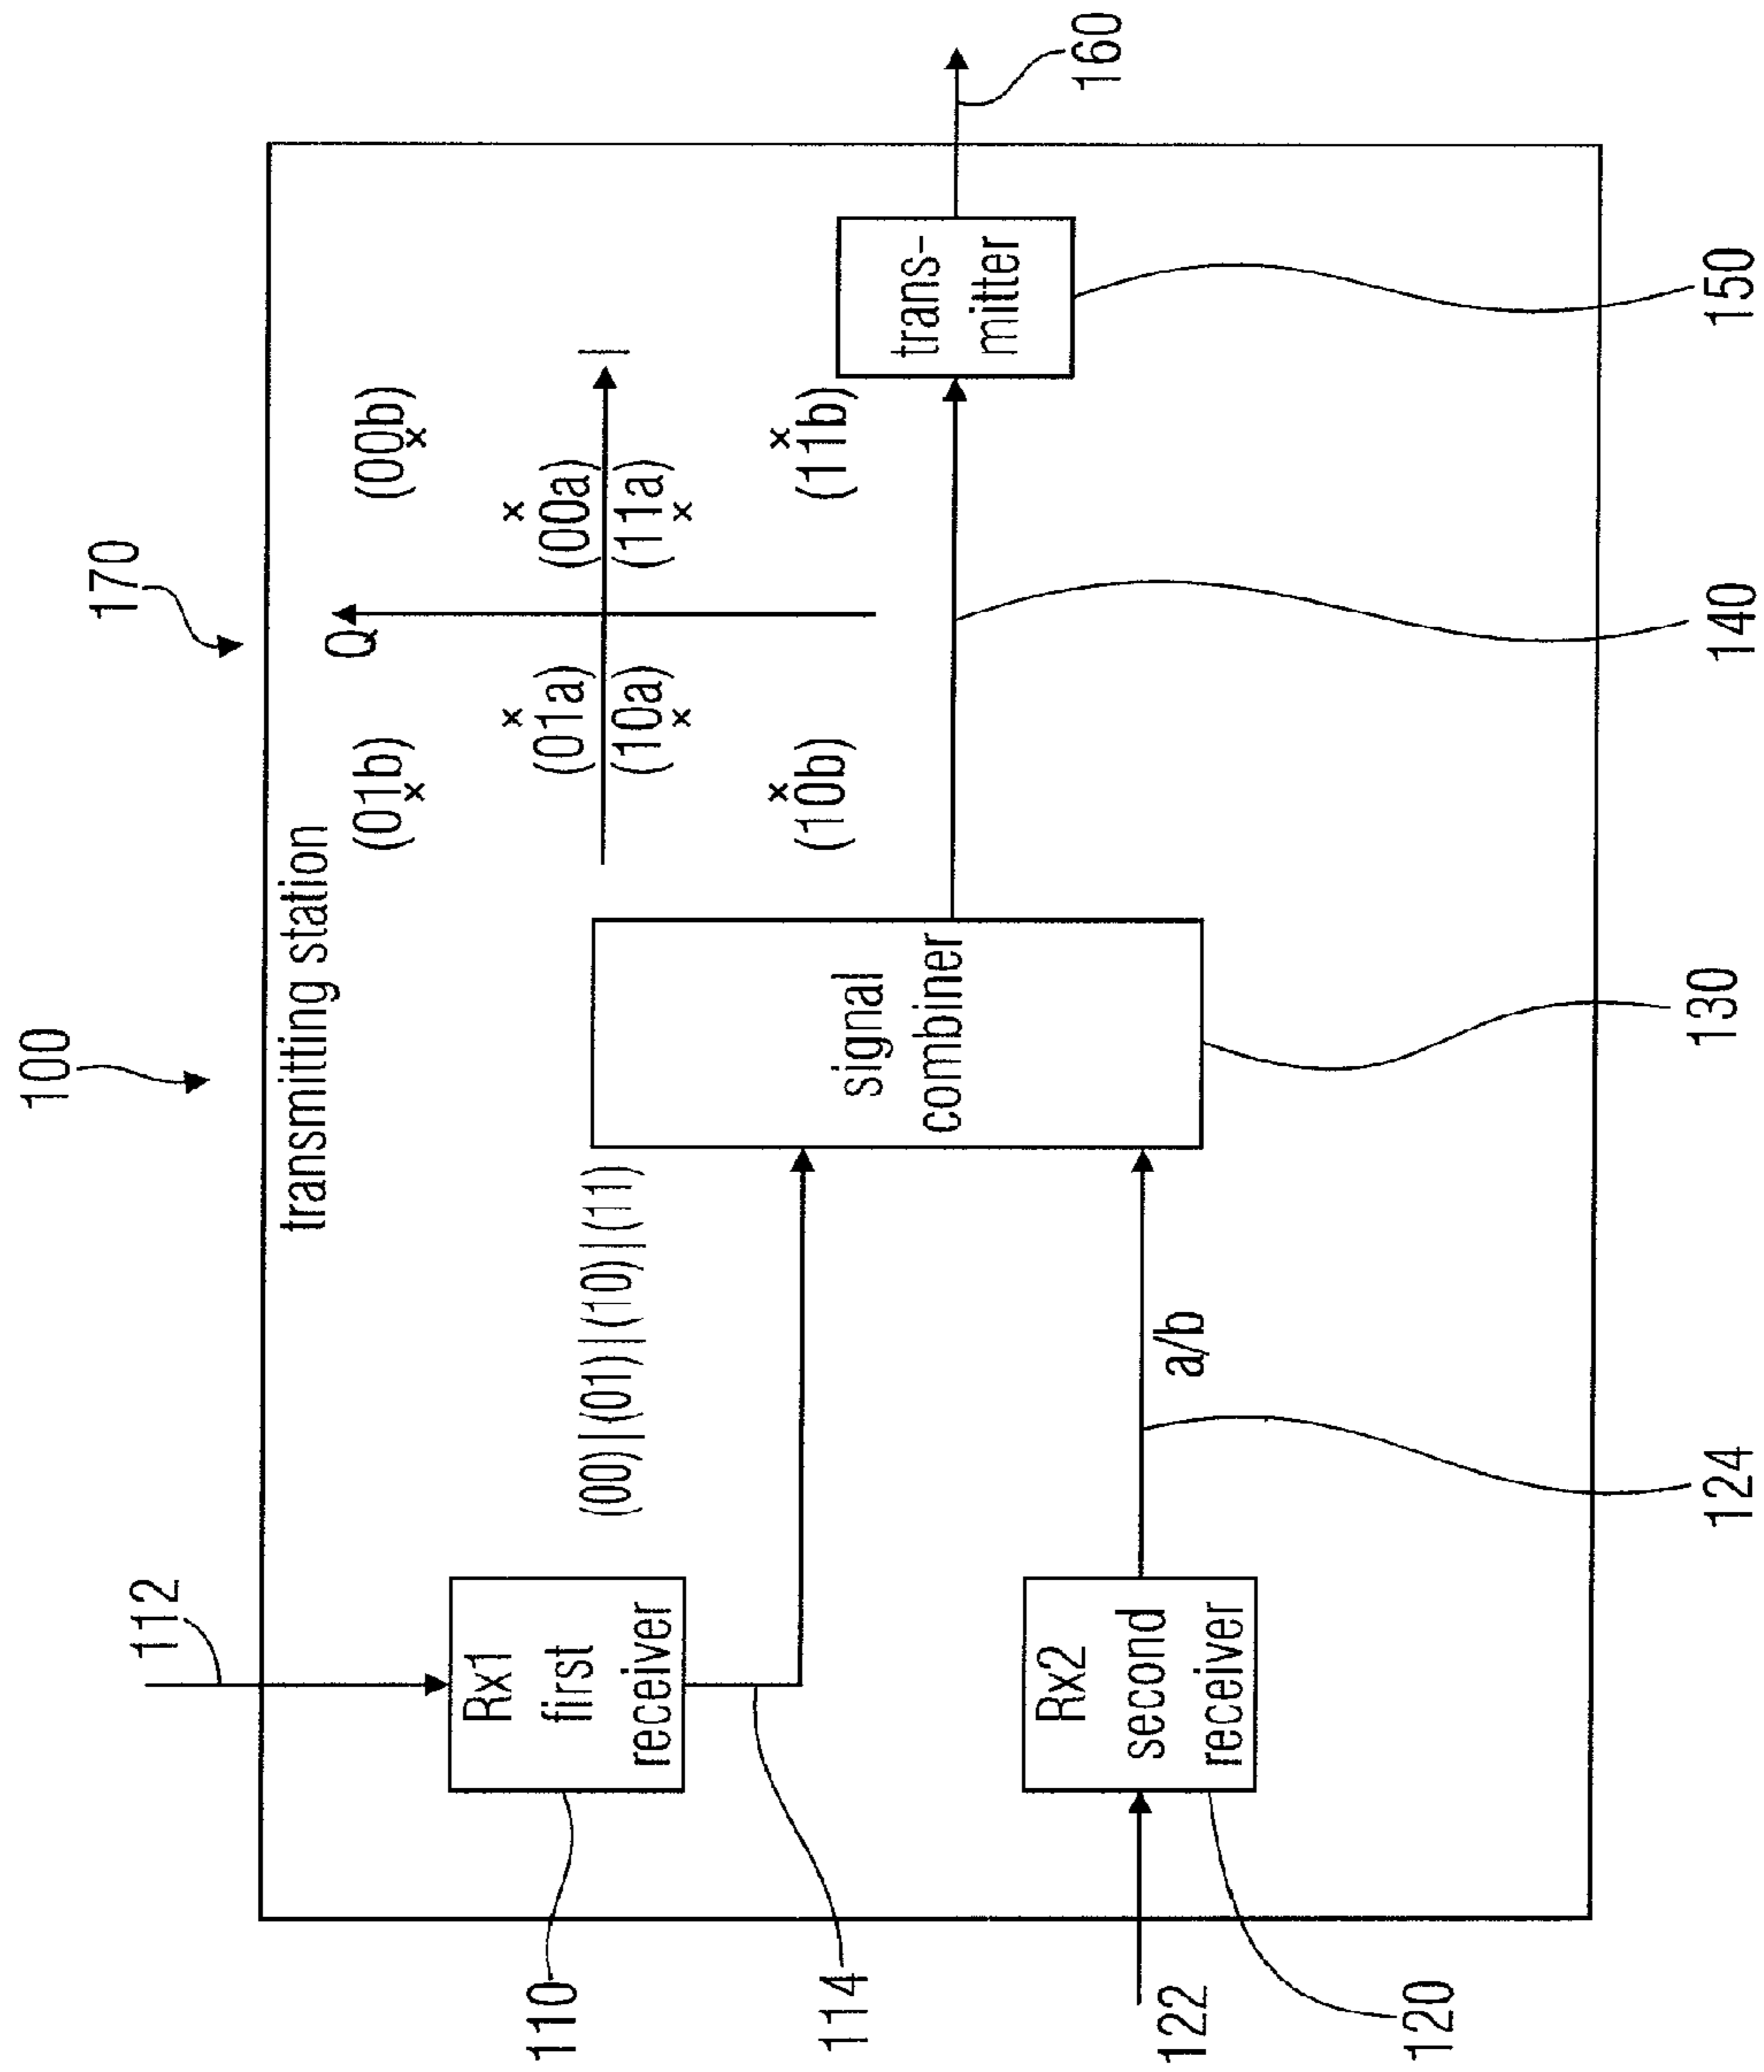 100
170
transmitting station
112
Rx1
first
receiver
110
114
(00)|(01)|(10)|(11)
Rx2
second
receiver
122
120
a/b
124
signal
combiner
130
Q
I
(01b)
(00b)
(01a)
(00a)
(10a)
(11a)
(10b)
(11b)
140
trans-
mitter
150
160